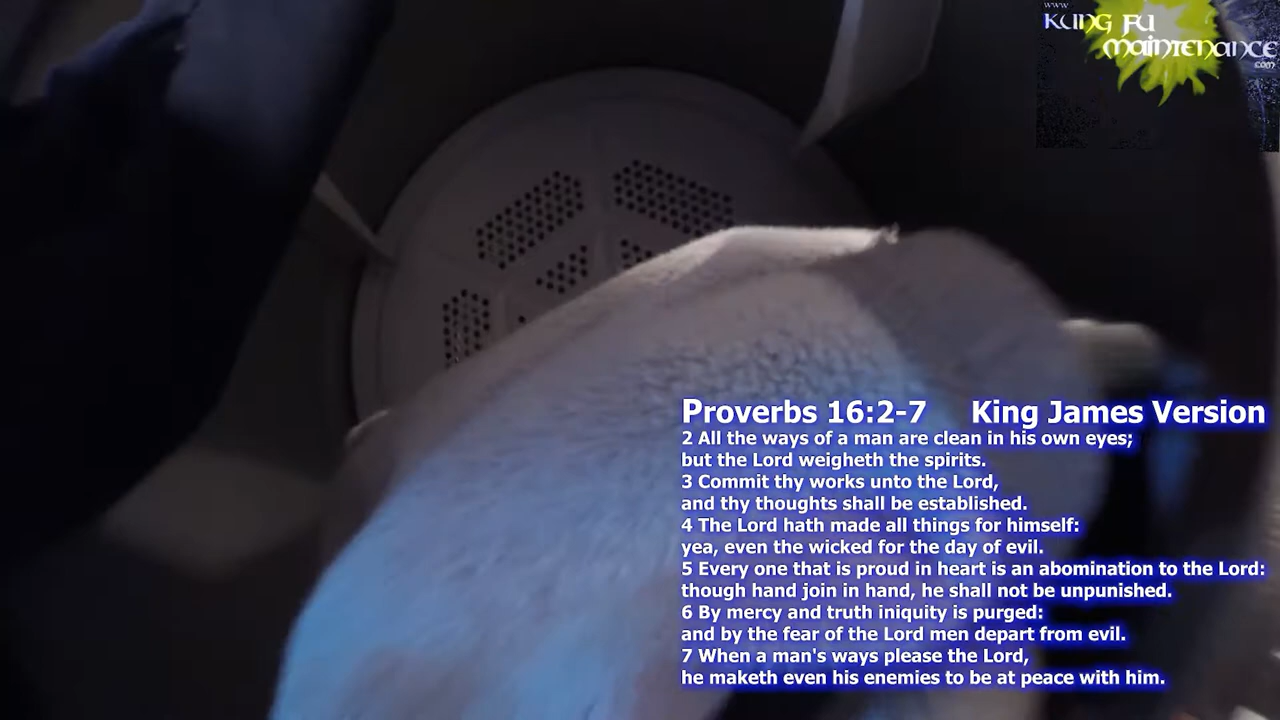 www
KUNG FU
MAINTENANCE
.com
Proverbs 16:2-7 King James Version
2 All the ways of a man are clean in his own eyes;
but the Lord weigheth the spirits.
3 Commit thy works unto the Lord,
and thy thoughts shall be established.
4 The Lord hath made all things for himself:
yea, even the wicked for the day of evil.
5 Every one that is proud in heart is an abomination to the Lord:
though hand join in hand, he shall not be unpunished.
6 By mercy and truth iniquity is purged:
and by the fear of the Lord men depart from evil.
7 When a man's ways please the Lord,
he maketh even his enemies to be at peace with him.